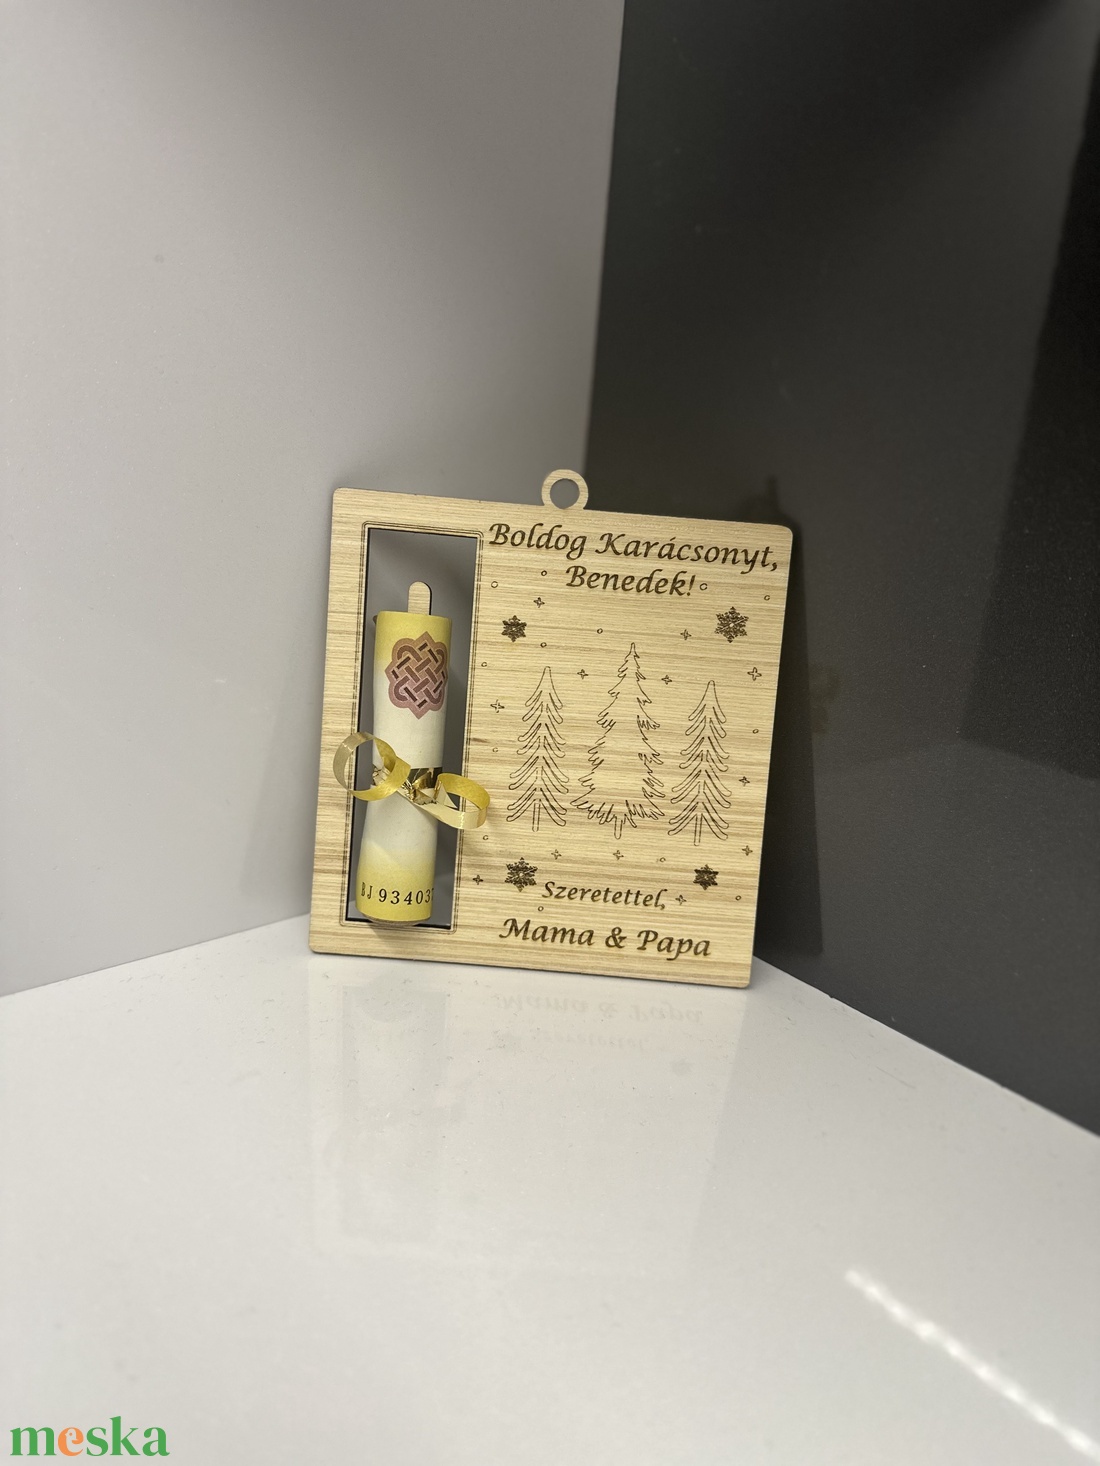 Boldog Karácsonyt,
Benedek!
BJ 93403
Szeretettel,
Mama & Papa
meska